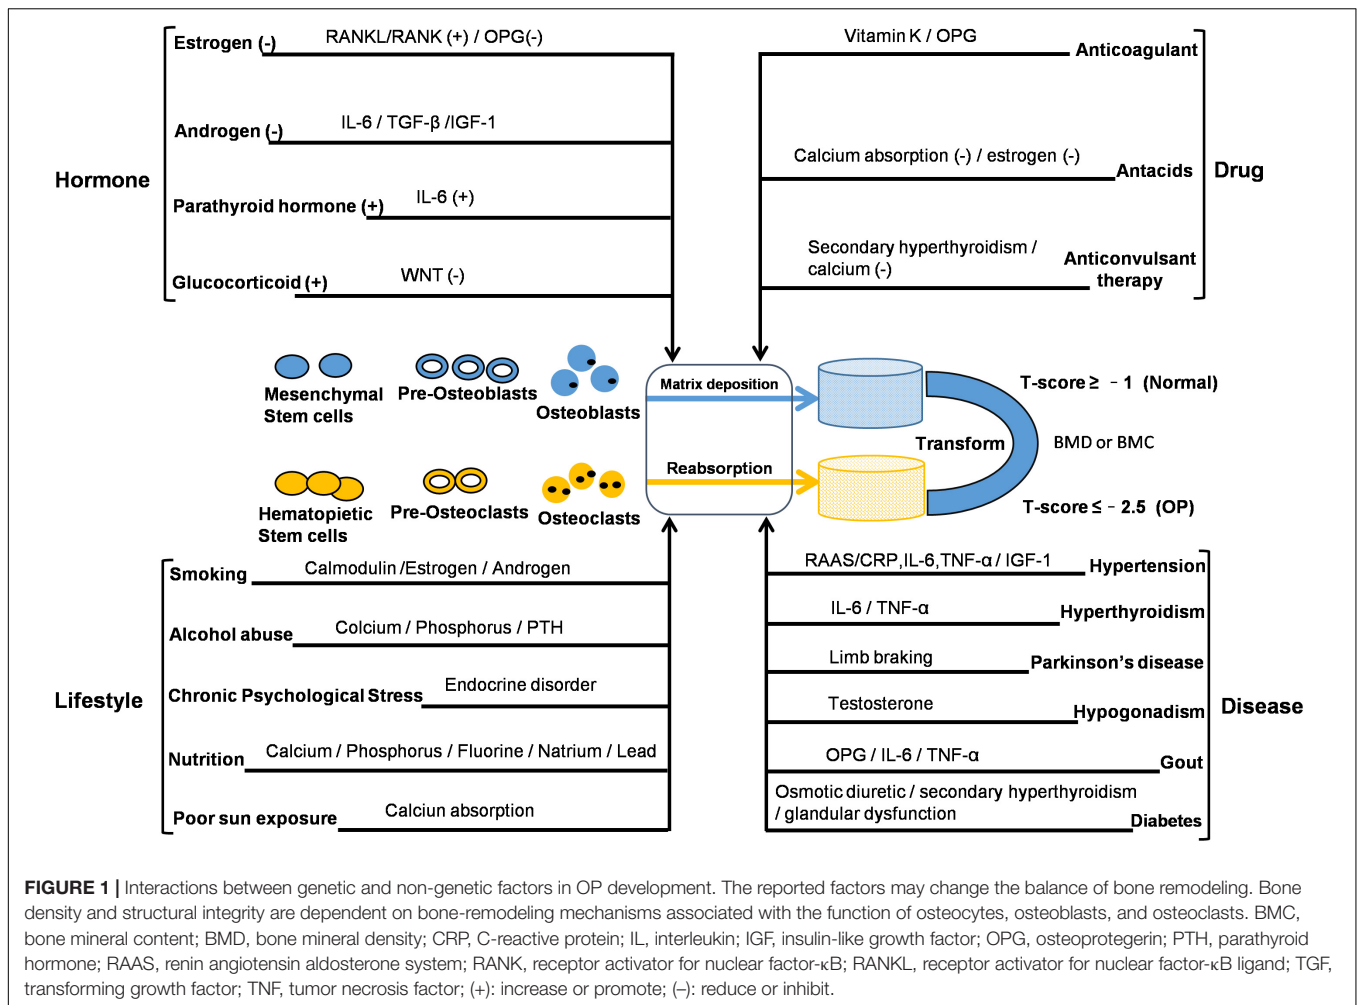 Hormone
Estrogen (-)
RANKL/RANK (+) / OPG(-)
Androgen (-)
IL-6 / TGF-β /IGF-1
Parathyroid hormone (+)
IL-6 (+)
Glucocorticoid (+)
WNT (-)
Vitamin K / OPG
Anticoagulant
Calcium absorption (-) / estrogen (-)
Antacids
Secondary hyperthyroidism /
calcium (-)
Anticonvulsant
therapy
Drug
Mesenchymal
Stem cells
Pre-Osteoblasts
Osteoblasts
Matrix deposition
T-score ≥ －1 (Normal)
Transform
BMD or BMC
Hematopietic
Stem cells
Pre-Osteoclasts
Osteoclasts
Reabsorption
T-score ≤－2.5 (OP)
Lifestyle
Smoking
Calmodulin /Estrogen / Androgen
Alcohol abuse
Colcium / Phosphorus / PTH
Chronic Psychological Stress
Endocrine disorder
Nutrition
Calcium / Phosphorus / Fluorine / Natrium / Lead
Poor sun exposure
Calciun absorption
RAAS/CRP,IL-6,TNF-α / IGF-1
Hypertension
IL-6 / TNF-α
Hyperthyroidism
Limb braking
Parkinson's disease
Testosterone
Hypogonadism
OPG / IL-6 / TNF-α
Gout
Osmotic diuretic / secondary hyperthyroidism
/ glandular dysfunction
Diabetes
Disease
FIGURE 1 | Interactions between genetic and non-genetic factors in OP development. The reported factors may change the balance of bone remodeling. Bone
density and structural integrity are dependent on bone-remodeling mechanisms associated with the function of osteocytes, osteoblasts, and osteoclasts. BMC,
bone mineral content; BMD, bone mineral density; CRP, C-reactive protein; IL, interleukin; IGF, insulin-like growth factor; OPG, osteoprotegerin; PTH, parathyroid
hormone; RAAS, renin angiotensin aldosterone system; RANK, receptor activator for nuclear factor-κB; RANKL, receptor activator for nuclear factor-κB ligand; TGF,
transforming growth factor; TNF, tumor necrosis factor; (+): increase or promote; (–): reduce or inhibit.